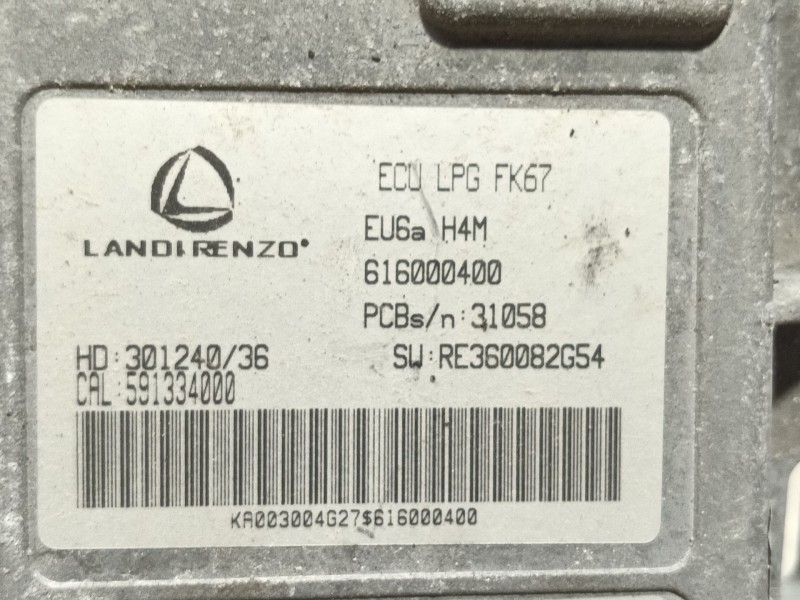 LANDIRENZO®
ECU LPG FK67
EU6a H4M
616000400
PCBs/n:31058
HD:301240/36
SW:RE360082G54
CAL:591334000
KA003004G27$616000400